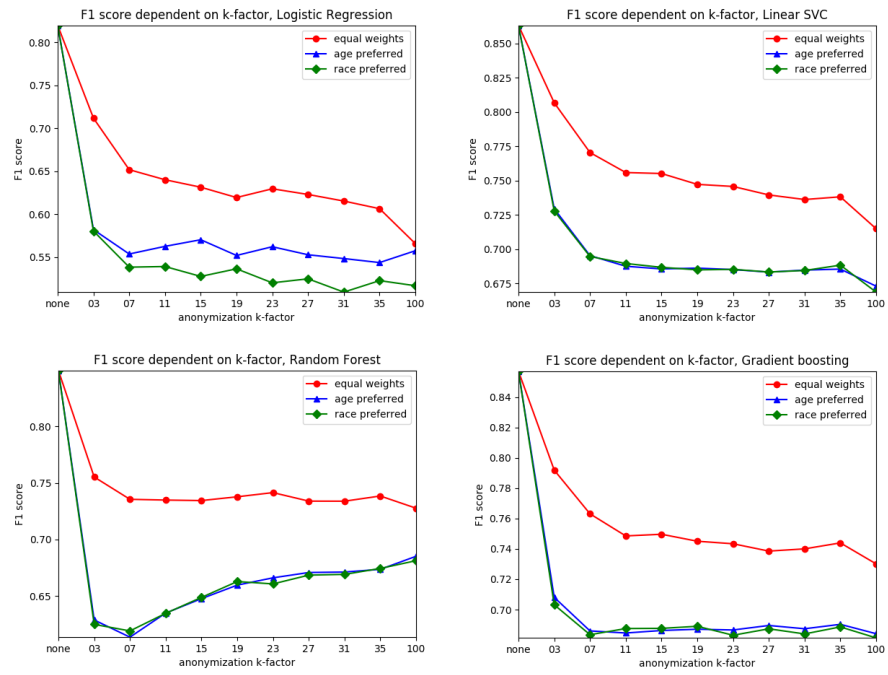 F1 score dependent on k-factor, Logistic Regression
0.80
0.75
0.70
0.65
0.60
0.55
F1 score
equal weights
age preferred
race preferred
none 03 07 11 15 19 23 27 31 35 100
anonymization k-factor
F1 score dependent on k-factor, Linear SVC
0.850
0.825
0.800
0.775
0.750
0.725
0.700
0.675
F1 score
equal weights
age preferred
race preferred
none 03 07 11 15 19 23 27 31 35 100
anonymization k-factor
F1 score dependent on k-factor, Random Forest
0.80
0.75
0.70
0.65
F1 score
equal weights
age preferred
race preferred
none 03 07 11 15 19 23 27 31 35 100
anonymization k-factor
F1 score dependent on k-factor, Gradient boosting
0.84
0.82
0.80
0.78
0.76
0.74
0.72
0.70
F1 score
equal weights
age preferred
race preferred
none 03 07 11 15 19 23 27 31 35 100
anonymization k-factor